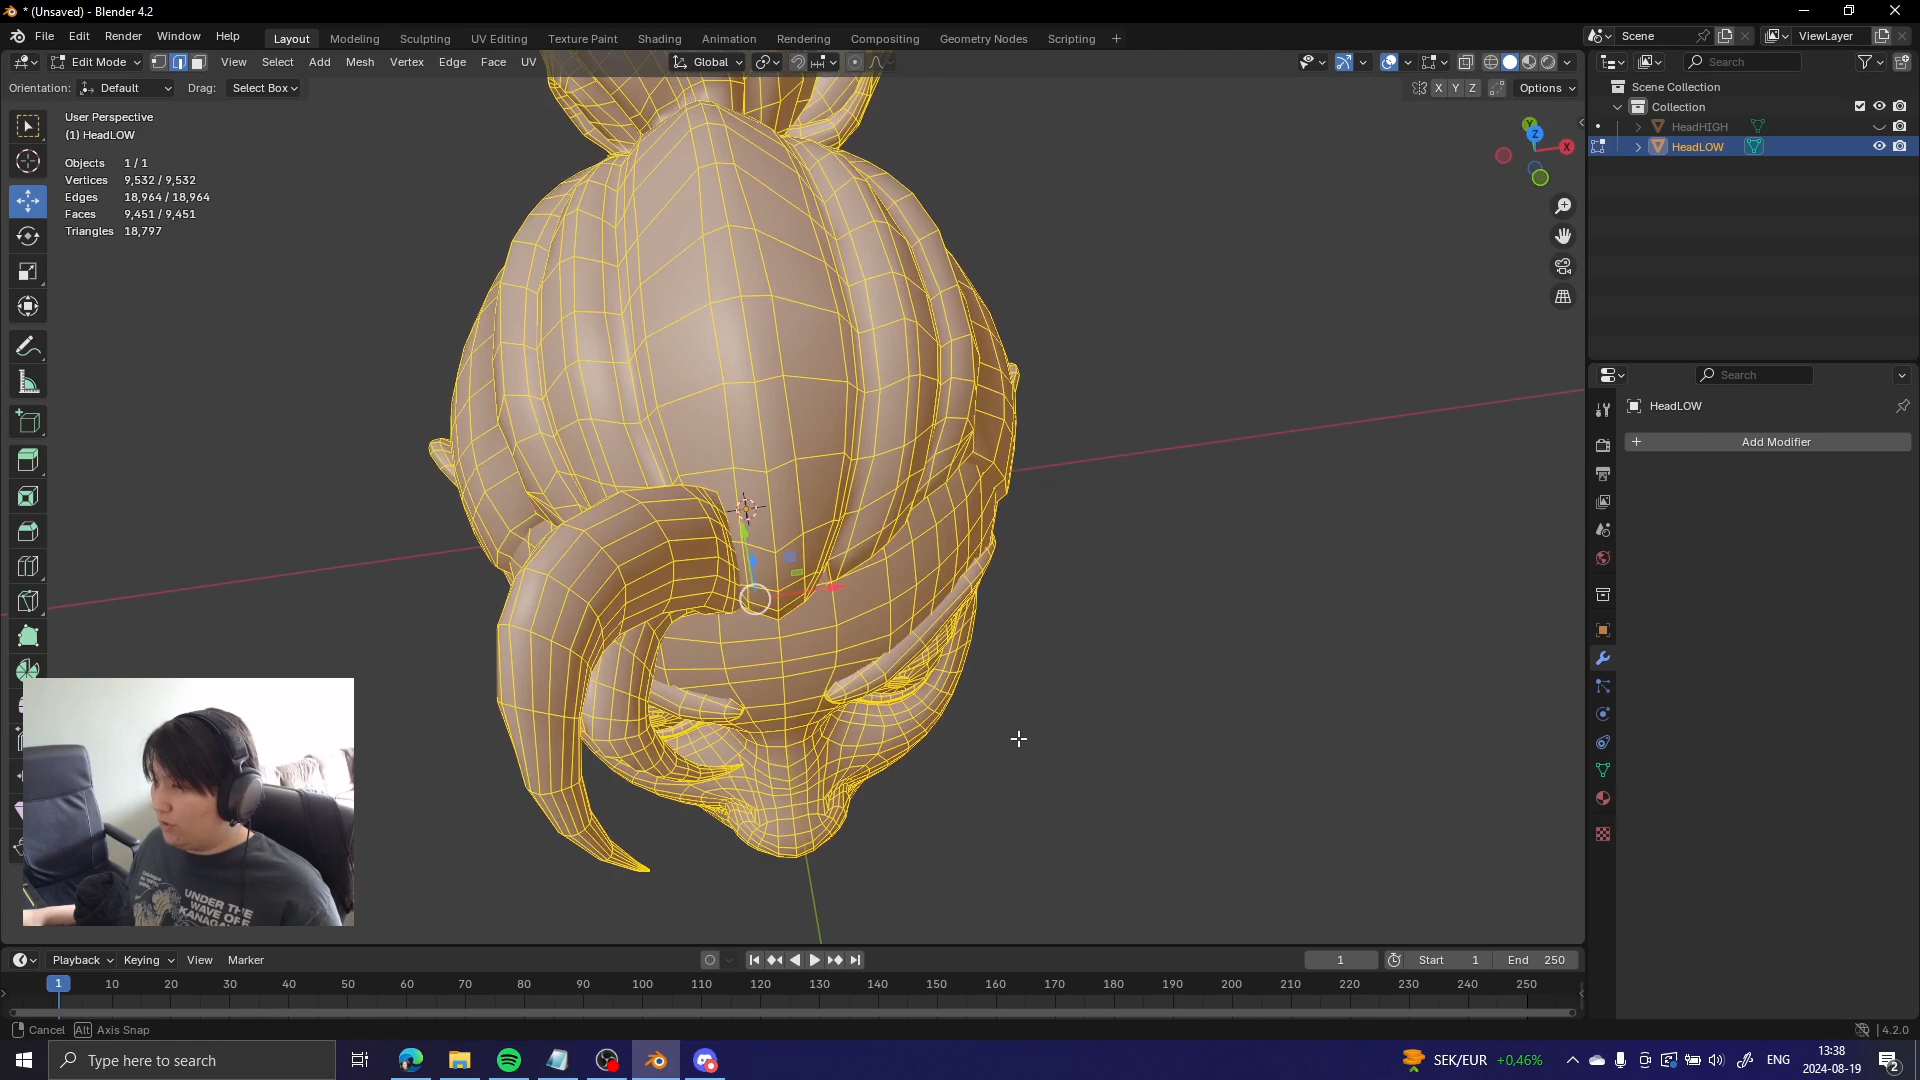 * (Unsaved) - Blender 4.2
File Edit Render Window Help
Layout Modeling Sculpting UV Editing Texture Paint Shading Animation Rendering Compositing Geometry Nodes Scripting +
Scene ViewLayer
Edit Mode View Select Add Mesh Vertex Edge Face UV
Global
Search
Orientation: Default Drag: Select Box
X Y Z Options
User Perspective
(1) HeadLOW
Objects 1 / 1
Vertices 9,532 / 9,532
Edges 18,964 / 18,964
Faces 9,451 / 9,451
Triangles 18,797
Y
Z
X
Scene Collection
Collection
HeadHIGH
HeadLOW
Search
HeadLOW
+ Add Modifier
UNDER THE
WAVE OFF
KANAGA
Playback Keying View Marker
1 Start 1 End 250
1 10 20 30 40 50 60 70 80 90 100 110 120 130 140 150 160 170 180 190 200 210 220 230 240 250
Cancel Alt Axis Snap
4.2.0
Type here to search
SEK/EUR +0,46%
ENG
13:38
2024-08-19
2